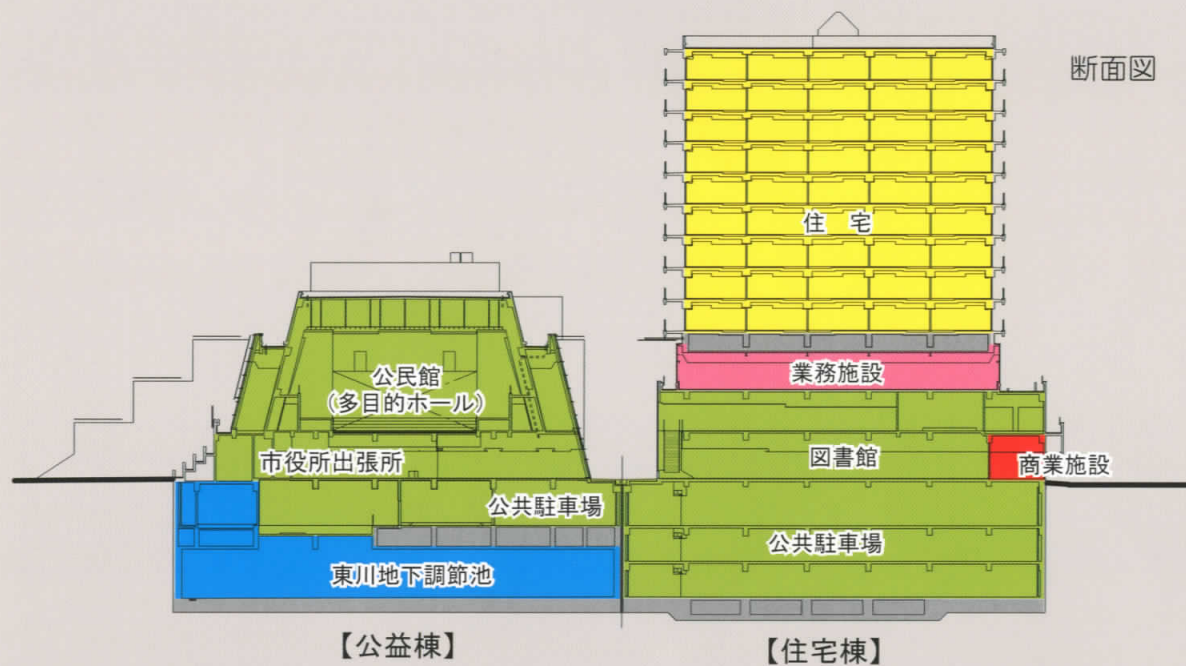 断面図
住 宅
業務施設
公民館
(多目的ホール)
市役所出張所
図書館
商業施設
公共駐車場
公共駐車場
東川地下調節池
【公益棟】
【住宅棟】